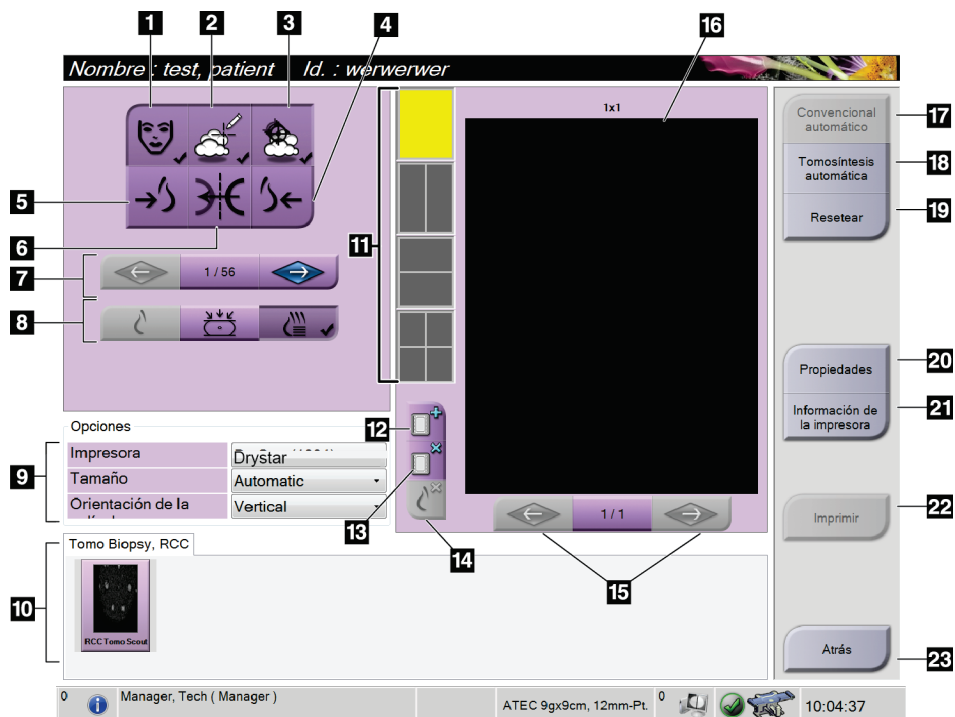 1
2
3
4
16
Nombre : test, patient Id. : werwerwer
1x1
Convencional
automático
17
Tomosíntesis
automática
18
Resetear
19
5
6
11
7
1 / 56
8
Propiedades
20
Información de
la impresora
21
Opciones
12
Impresora
Drystar
9
Tamaño
Automatic
Orientación de la
Vertical
13
14
1/1
15
Imprimir
22
Tomo Biopsy, RCC
10
RCC Tomo Scout
Atrás
23
0
Manager, Tech ( Manager )
ATEC 9gx9cm, 12mm-Pt.
0
10:04:37